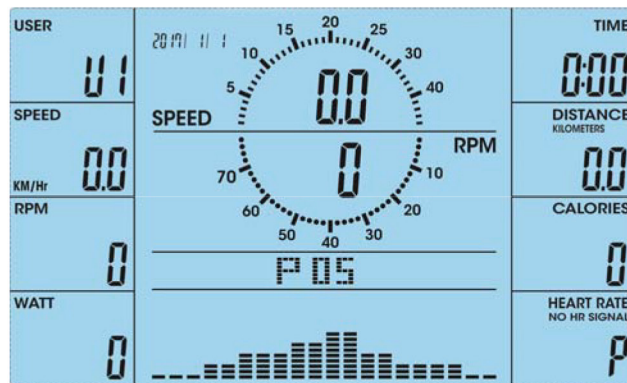 USER
U1
SPEED
KM/Hr 0.0
RPM
0
WATT
0
2017/ 1/ 1
5 10 15 20 25 30 40
SPEED 0.0
RPM 0
70 60 50 40 30 20 10
P 05
TIME
0:00
DISTANCE
KILOMETERS
0.0
CALORIES
0
HEART RATE
NO HR SIGNAL
P